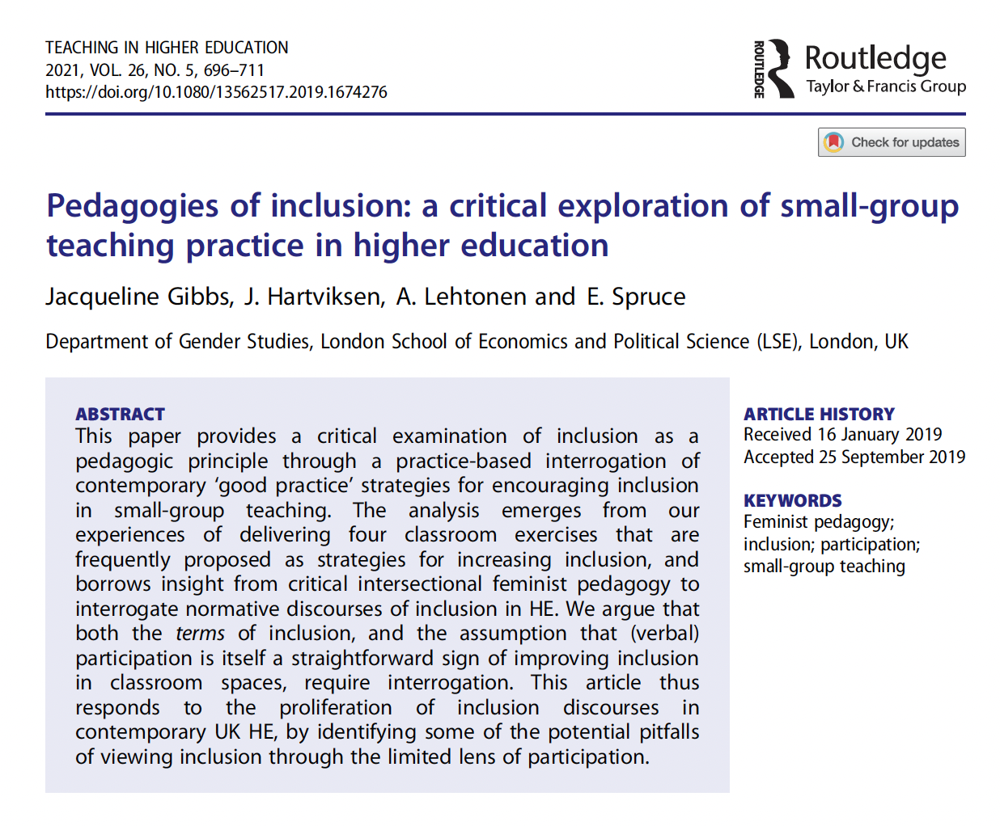 TEACHING IN HIGHER EDUCATION
2021, VOL. 26, NO. 5, 696–711
https://doi.org/10.1080/13562517.2019.1674276
ROUTLEDGE
Routledge
Taylor & Francis Group
Check for updates
Pedagogies of inclusion: a critical exploration of small-group
teaching practice in higher education
Jacqueline Gibbs, J. Hartviksen, A. Lehtonen and E. Spruce
Department of Gender Studies, London School of Economics and Political Science (LSE), London, UK
ABSTRACT
This paper provides a critical examination of inclusion as a
pedagogic principle through a practice-based interrogation of
contemporary ‘good practice’ strategies for encouraging inclusion
in small-group teaching. The analysis emerges from our
experiences of delivering four classroom exercises that are
frequently proposed as strategies for increasing inclusion, and
borrows insight from critical intersectional feminist pedagogy to
interrogate normative discourses of inclusion in HE. We argue that
both the terms of inclusion, and the assumption that (verbal)
participation is itself a straightforward sign of improving inclusion
in classroom spaces, require interrogation. This article thus
responds to the proliferation of inclusion discourses in
contemporary UK HE, by identifying some of the potential pitfalls
of viewing inclusion through the limited lens of participation.
ARTICLE HISTORY
Received 16 January 2019
Accepted 25 September 2019
KEYWORDS
Feminist pedagogy;
inclusion; participation;
small-group teaching